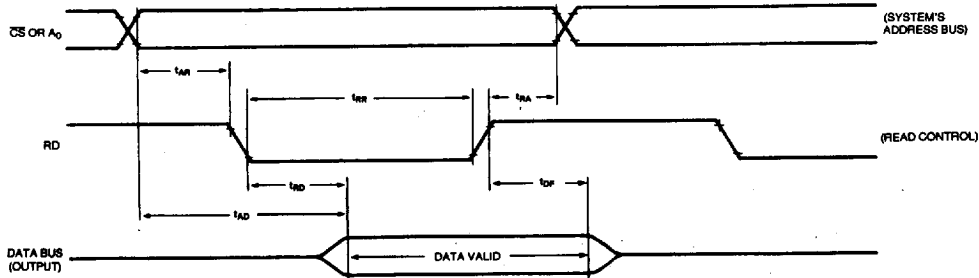 C̅S̅ OR A₀
(SYSTEM'S
ADDRESS BUS)
tAR
tRR
tRA
RD
(READ CONTROL)
tRD
tDF
tAD
DATA BUS
(OUTPUT)
DATA VALID